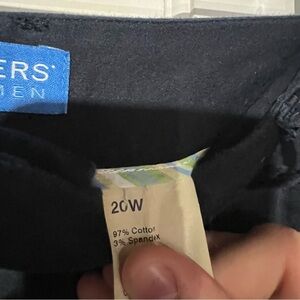 ERS
MEN
20W
97% Cotton
3% Spandex